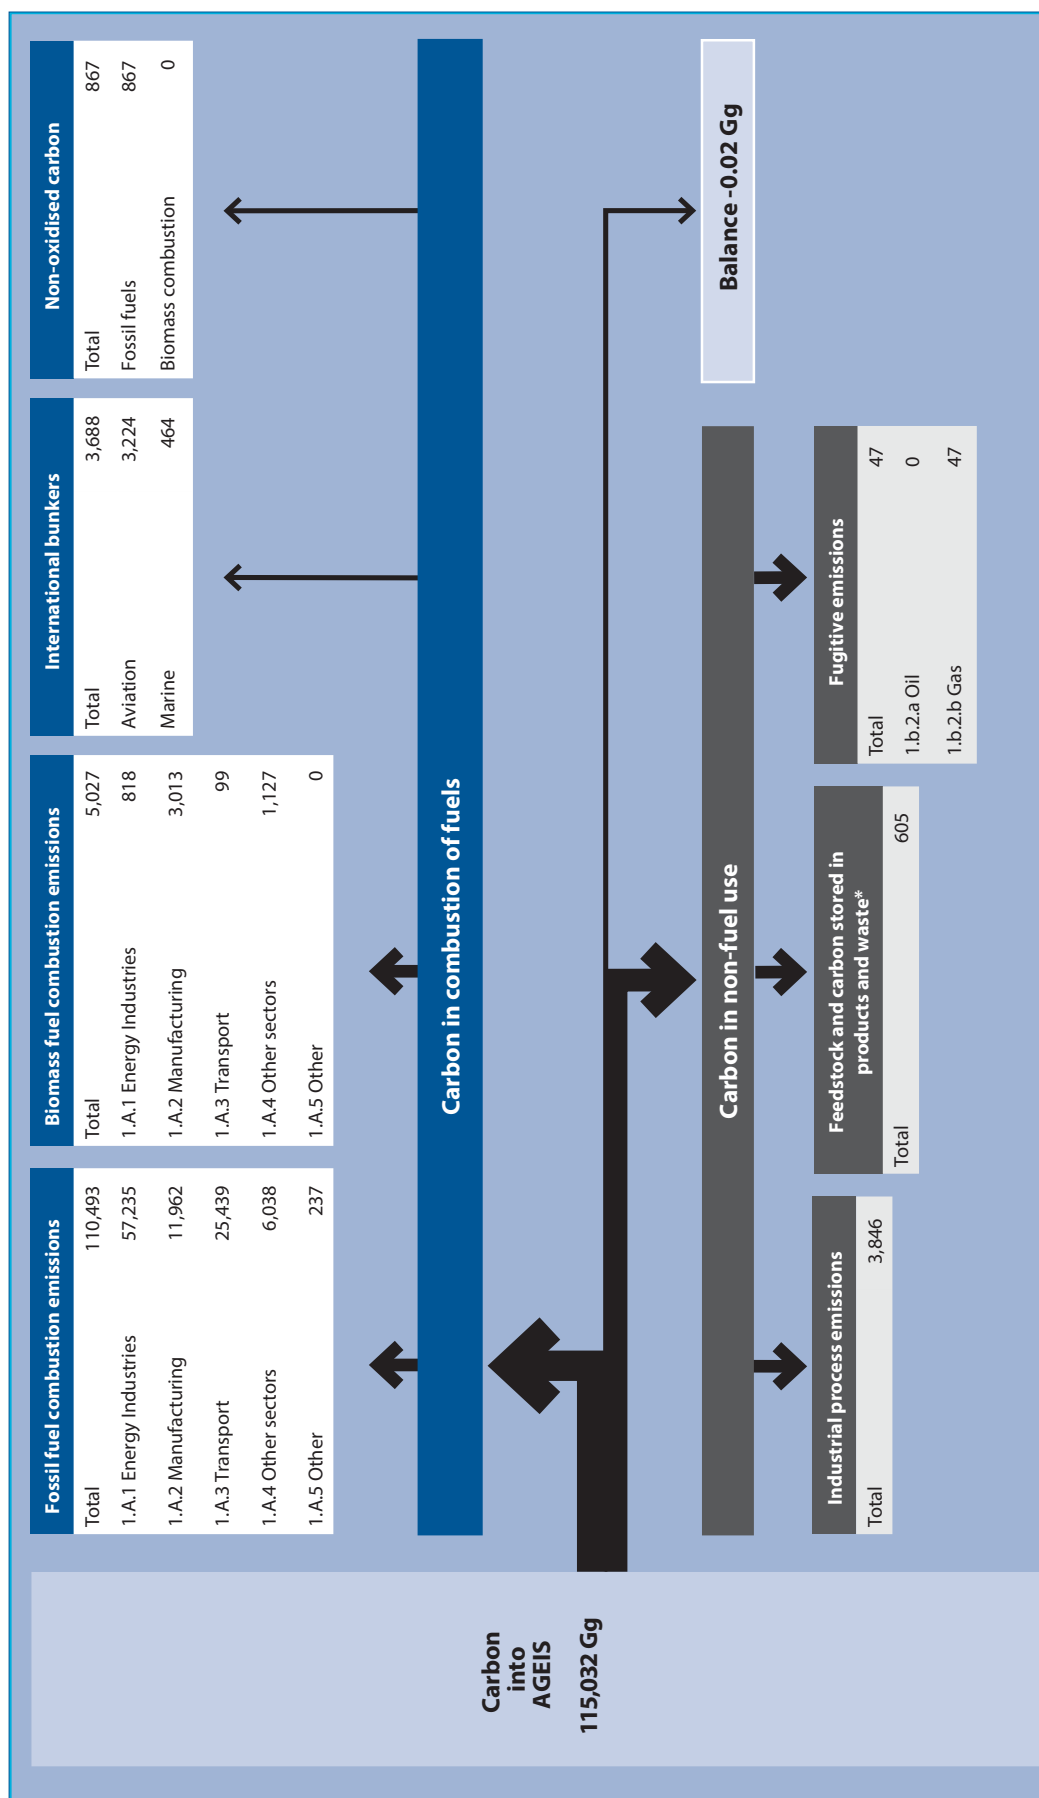 Carbon
into
AGEIS
115,032 Gg
Fossil fuel combustion emissions
Total 110,493
1.A.1 Energy Industries 57,235
1.A.2 Manufacturing 11,962
1.A.3 Transport 25,439
1.A.4 Other sectors 6,038
1.A.5 Other 237
Biomass fuel combustion emissions
Total 5,027
1.A.1 Energy Industries 818
1.A.2 Manufacturing 3,013
1.A.3 Transport 99
1.A.4 Other sectors 1,127
1.A.5 Other 0
International bunkers
Total 3,688
Aviation 3,224
Marine 464
Non-oxidised carbon
Total 867
Fossil fuels 867
Biomass combustion 0
Carbon in combustion of fuels
Carbon in non-fuel use
Balance -0.02 Gg
Industrial process emissions
Total 3,846
Feedstock and carbon stored in
products and waste*
Total 605
Fugitive emissions
Total 47
1.b.2.a Oil 0
1.b.2.b Gas 47